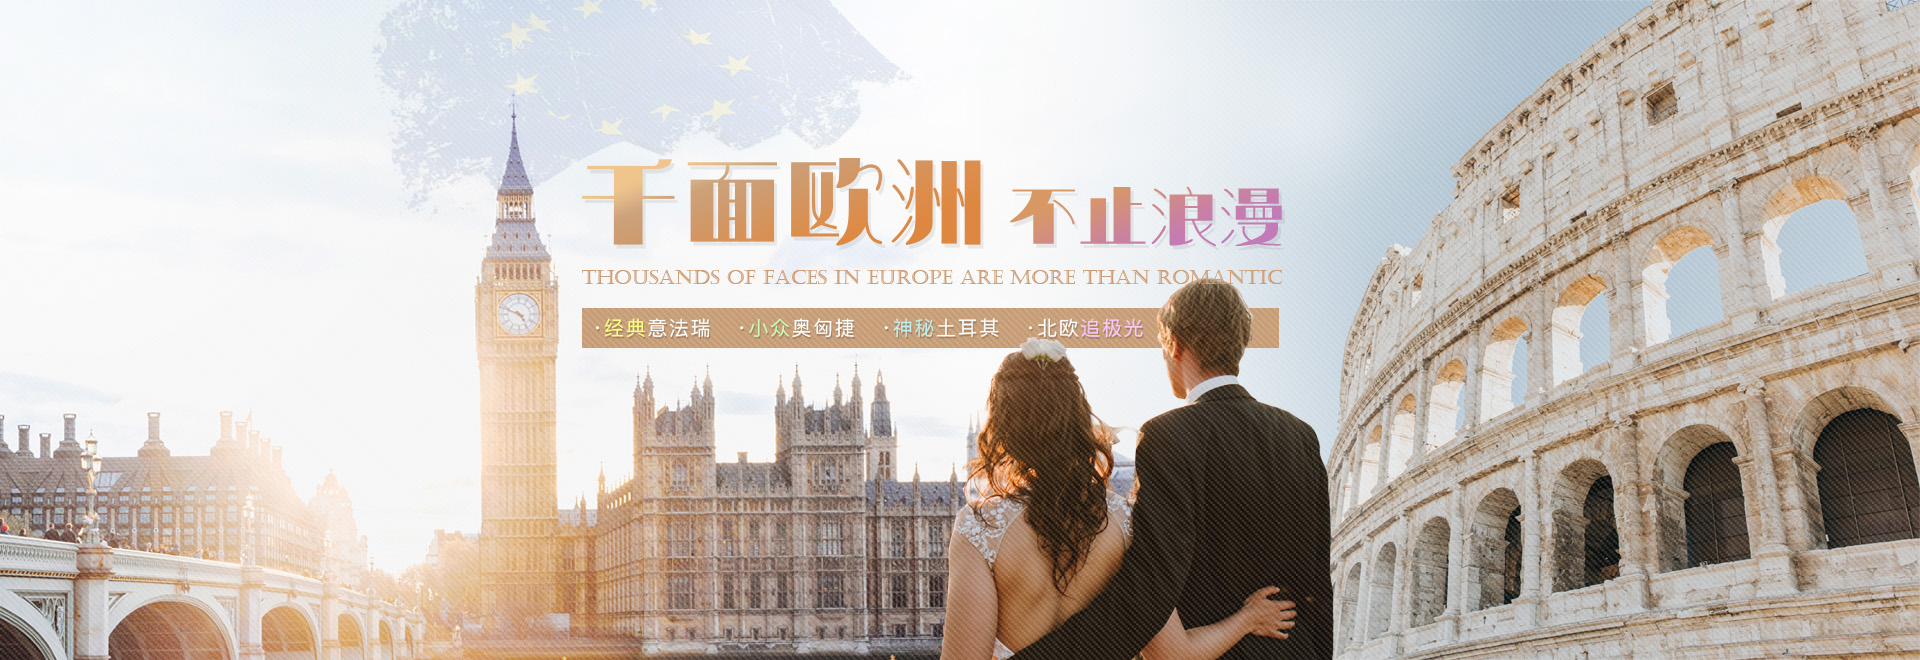 千面欧洲 不止浪漫
THOUSANDS OF FACES IN EUROPE ARE MORE THAN ROMANTIC
·经典意法瑞 ·小众奥匈捷 ·神秘土耳其 ·北欧追极光